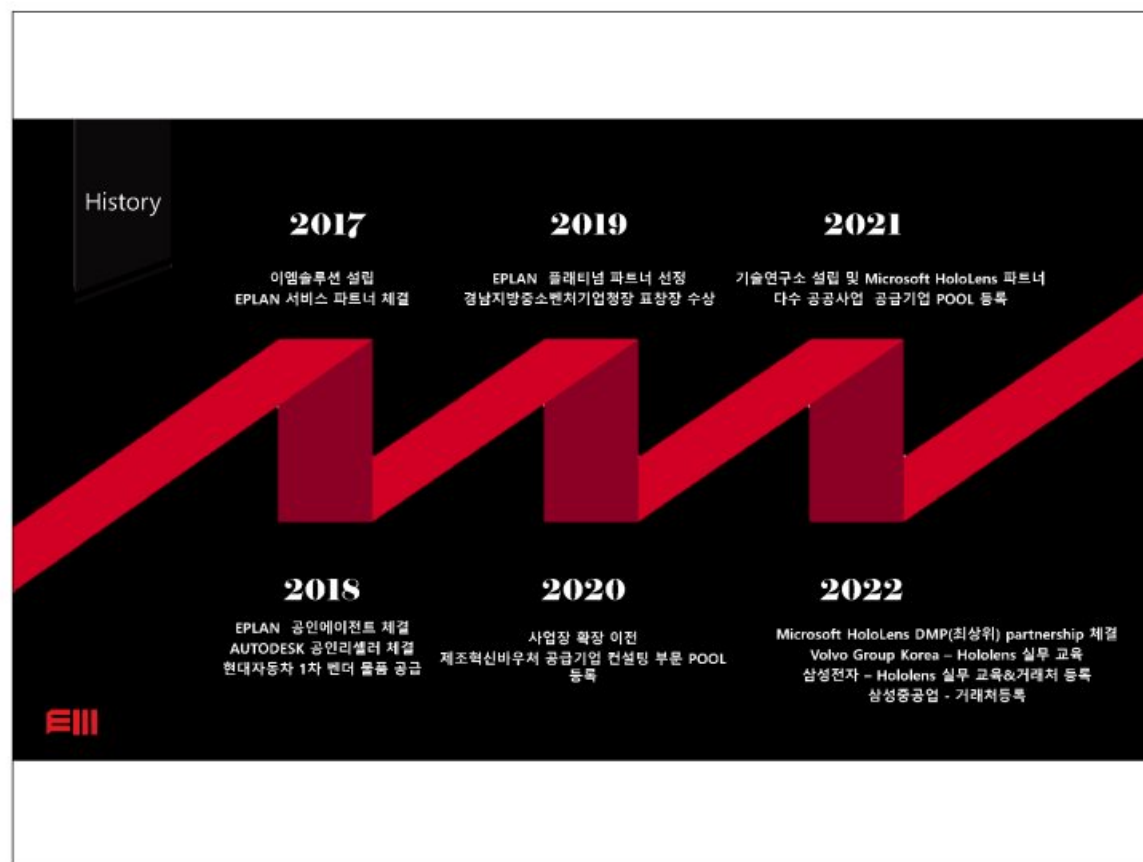 History
2017
이엠솔루션 설립
EPLAN 서비스 파트너 체결
2019
EPLAN 플래티넘 파트너 선정
경남지방중소벤처기업청장 표창장 수상
2021
기술연구소 설립 및 Microsoft HoloLens 파트너
다수 공공사업 공급기업 POOL 등록
2018
EPLAN 공인에이전트 체결
AUTODESK 공인리셀러 체결
현대자동차 1차 벤더 물품 공급
2020
사업장 확장 이전
제조혁신바우처 공급기업 컨설팅 부문 POOL
등록
2022
Microsoft HoloLens DMP(최상위) partnership 체결
Volvo Group Korea – Hololens 실무 교육
삼성전자 – Hololens 실무 교육&거래처 등록
삼성중공업 - 거래처등록
EM